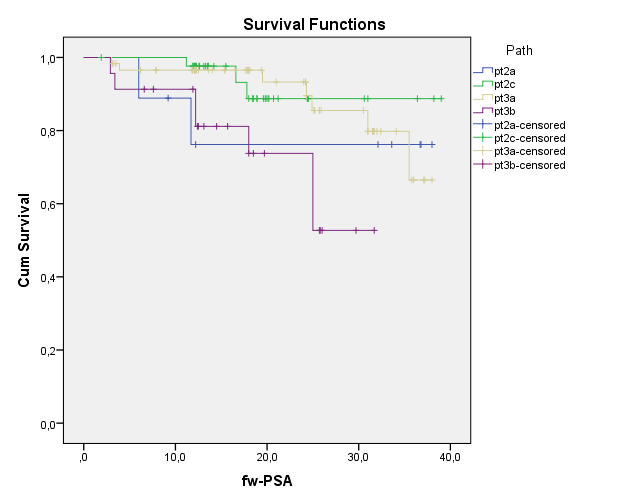 Survival Functions
Path
pt2a
pt2c
pt3a
pt3b
pt2a-censored
pt2c-censored
pt3a-censored
pt3b-censored
Cum Survival
1,0
0,8
0,6
0,4
0,2
0,0
,0 10,0 20,0 30,0 40,0
fw-PSA